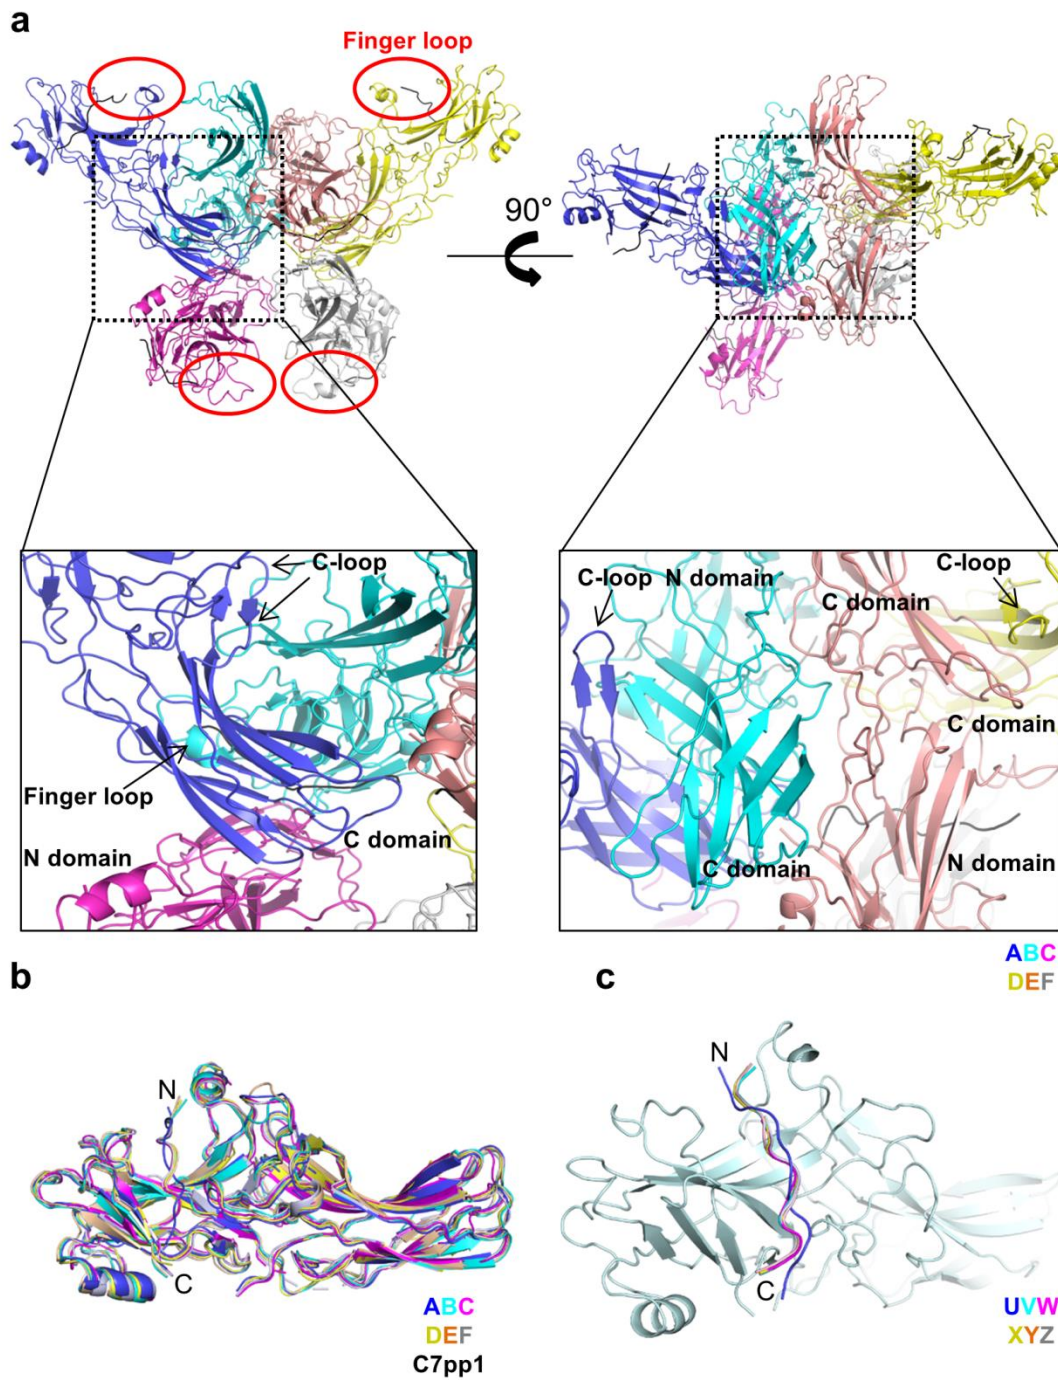 a
Finger loop
90°
C-loop
Finger loop
N domain
C domain
C-loop
N domain
C-loop
C domain
C domain
C domain
N domain
ABC
DEF
b
c
N
C
ABC
DEF
C7pp1
N
C
UVW
XYZ